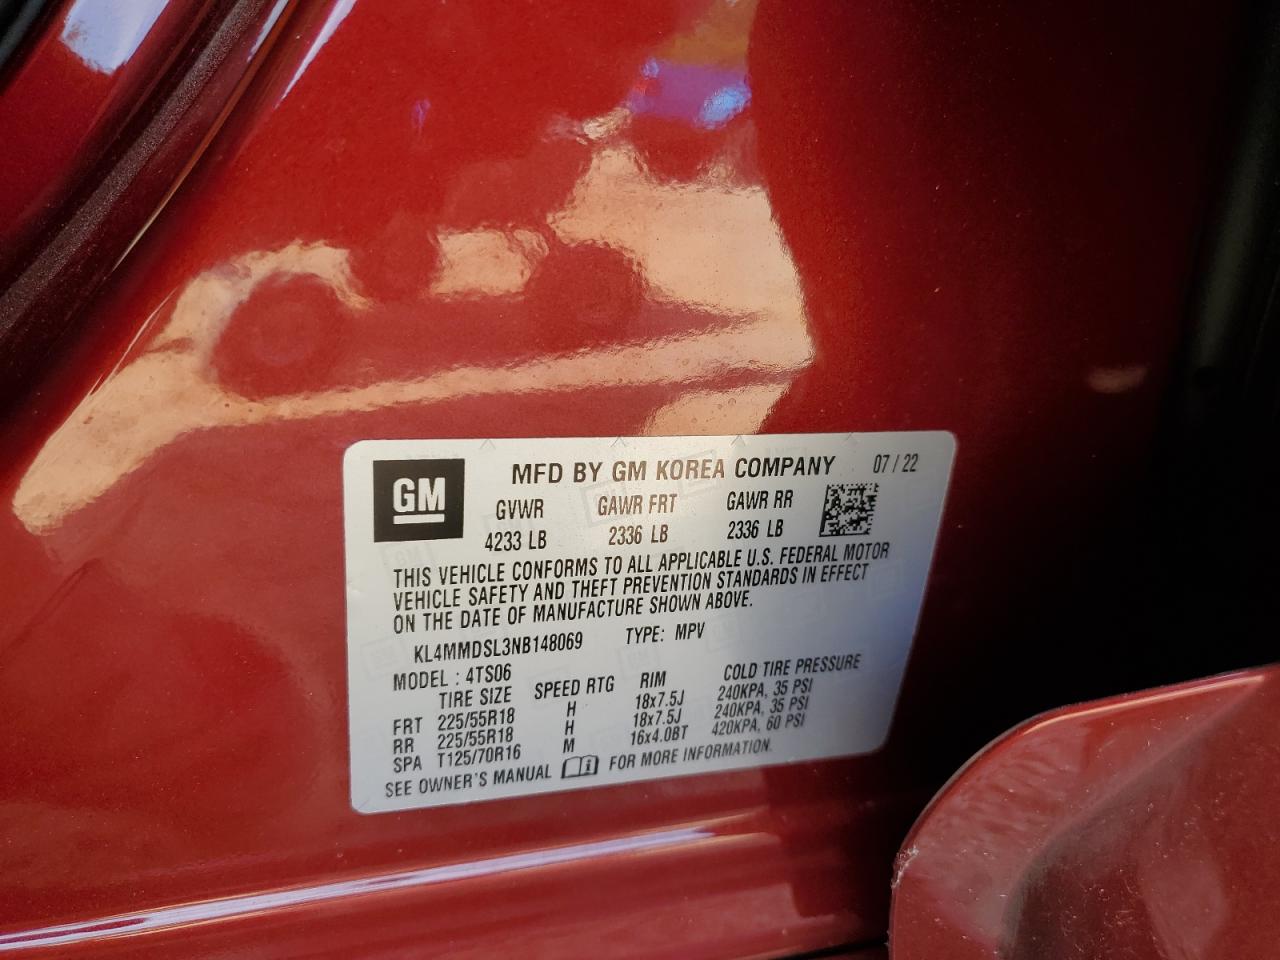 GM
MFD BY GM KOREA COMPANY 07 / 22
GVWR GAWR FRT GAWR RR
4233 LB 2336 LB 2336 LB
THIS VEHICLE CONFORMS TO ALL APPLICABLE U.S. FEDERAL MOTOR
VEHICLE SAFETY AND THEFT PREVENTION STANDARDS IN EFFECT
ON THE DATE OF MANUFACTURE SHOWN ABOVE.
KL4MMDSL3NB148069 TYPE: MPV
MODEL : 4TS06
TIRE SIZE SPEED RTG RIM COLD TIRE PRESSURE
FRT 225/55R18 H 18x7.5J 240KPA, 35 PSI
RR 225/55R18 H 18x7.5J 240KPA, 35 PSI
SPA T125/70R16 M 16x4.0BT 420KPA, 60 PSI
SEE OWNER'S MANUAL FOR MORE INFORMATION.